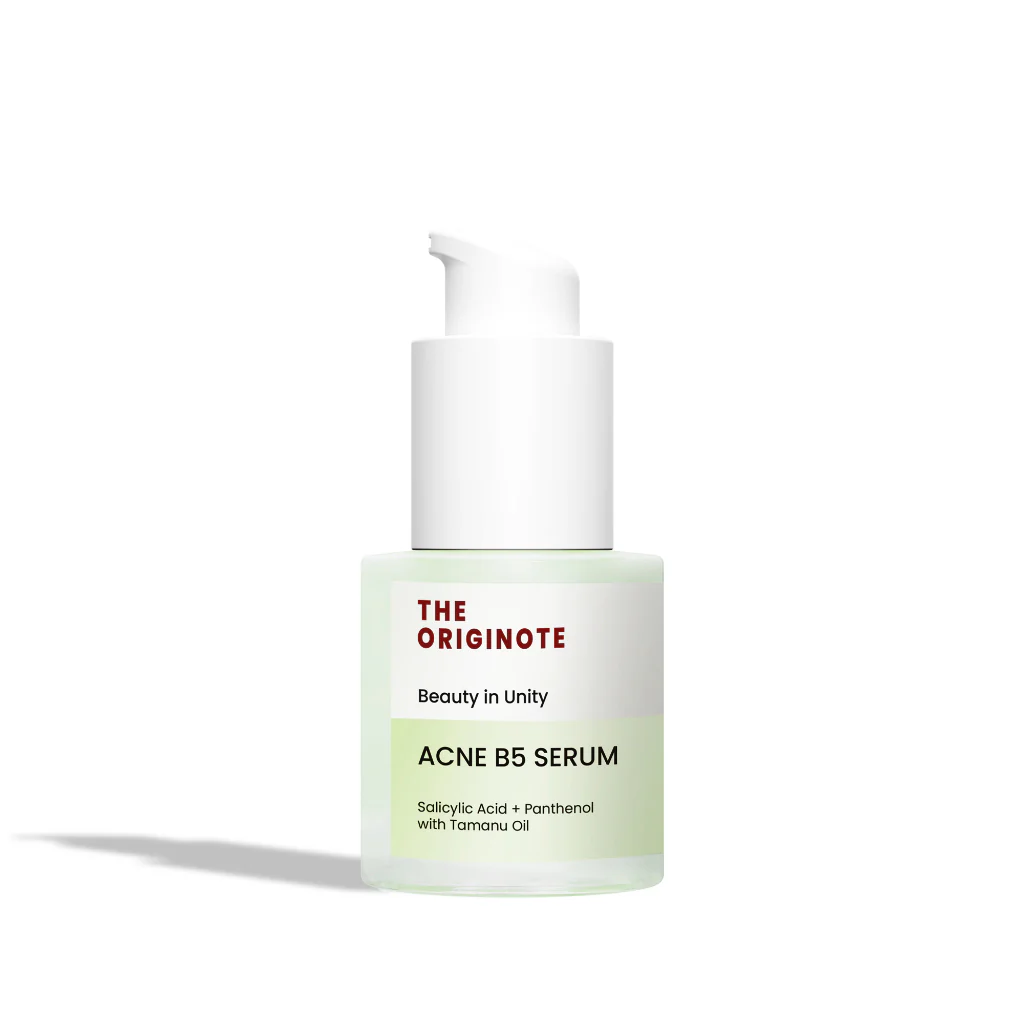 THE
ORIGINOTE
Beauty in Unity
ACNE B5 SERUM
Salicylic Acid + Panthenol
with Tamanu Oil